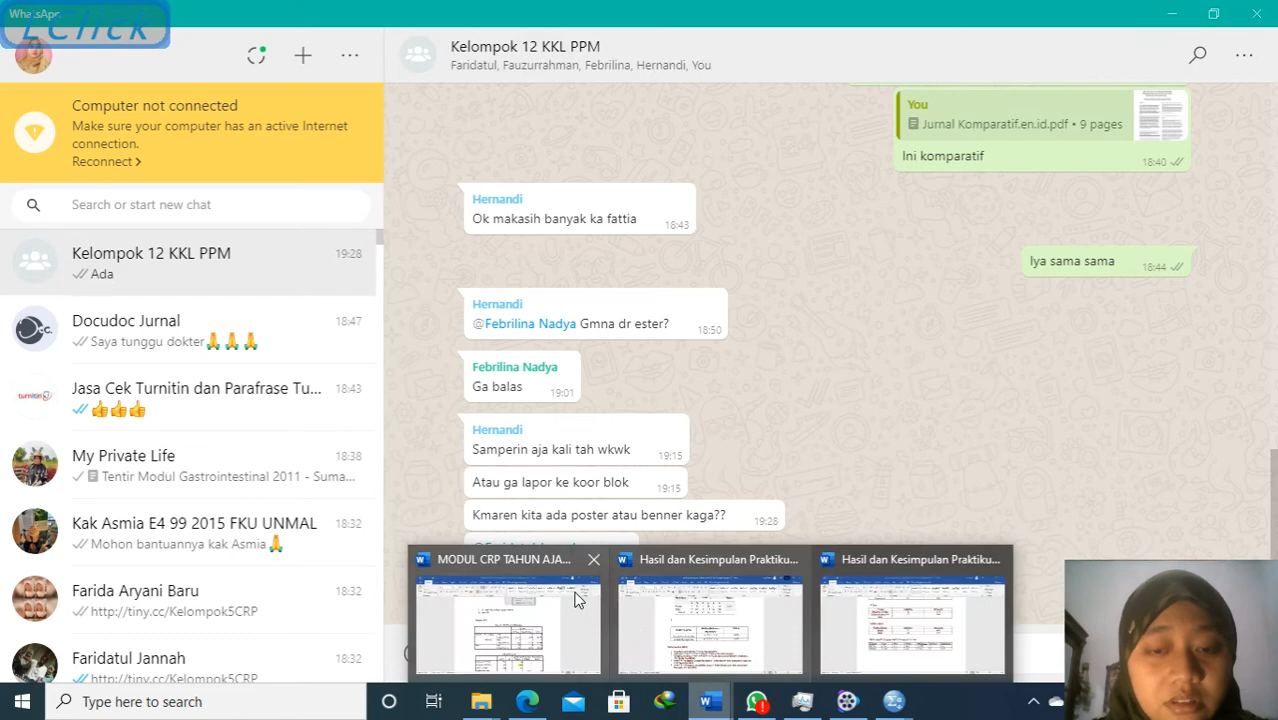 WhatsApp
LClick
Computer not connected
Make sure your computer has an active Internet
connection.
Reconnect
Search or start new chat
Kelompok 12 KKL PPM
19:28
Ada
Docudoc Jurnal
18:47
Saya tunggu dokter🙏🙏🙏
turnitin
Jasa Cek Turnitin dan Parafrase Tu...
18:43
👍👍👍
My Private Life
18:38
Tentir Modul Gastrointestinal 2011 - Suma...
Kak Asmia E4 99 2015 FKU UNMAL
18:32
Mohon bantuannya kak Asmia🙏
Farida Aryani Baru
18:32
http://tiny.cc/Kelompok5CRP
Faridatul Jannah
18:32
http://tiny.cc/Kelompok5CRP
Kelompok 12 KKL PPM
Faridatul, Fauzurrahman, Febrilina, Hernandi, You
You
Jurnal Komparatif.en.id.pdf • 9 pages
Ini komparatif
18:40
Hernandi
Ok makasih banyak ka fattia
18:43
Iya sama sama
18:44
Hernandi
@Febrilina Nadya Gmna dr ester?
18:50
Febrilina Nadya
Ga balas
19:01
Hernandi
Samperin aja kali tah wkwk
19:15
Atau ga lapor ke koor blok
19:15
Kmaren kita ada poster atau benner kaga??
19:28
MODUL CRP TAHUN AJA...
Hasil dan Kesimpulan Praktiku...
Hasil dan Kesimpulan Praktikum...
Type here to search